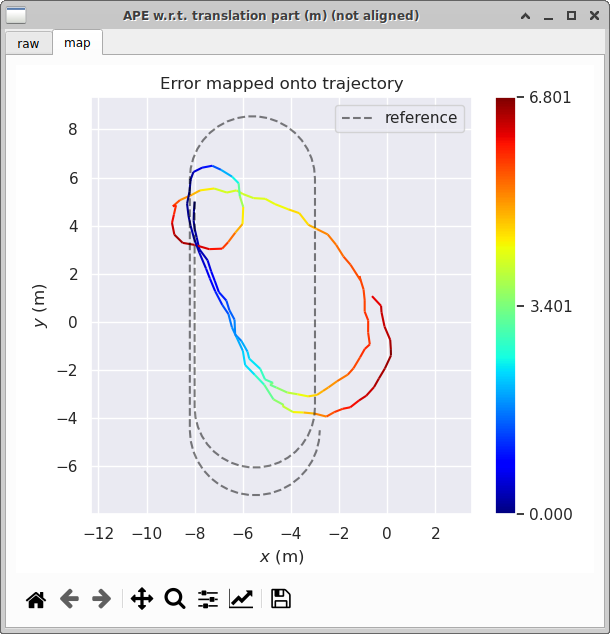 APE w.r.t. translation part (m) (not aligned)
raw map
Error mapped onto trajectory
reference
6.801
3.401
0.000
8
6
4
2
0
−2
−4
−6
y (m)
−12 −10 −8 −6 −4 −2 0 2
x (m)